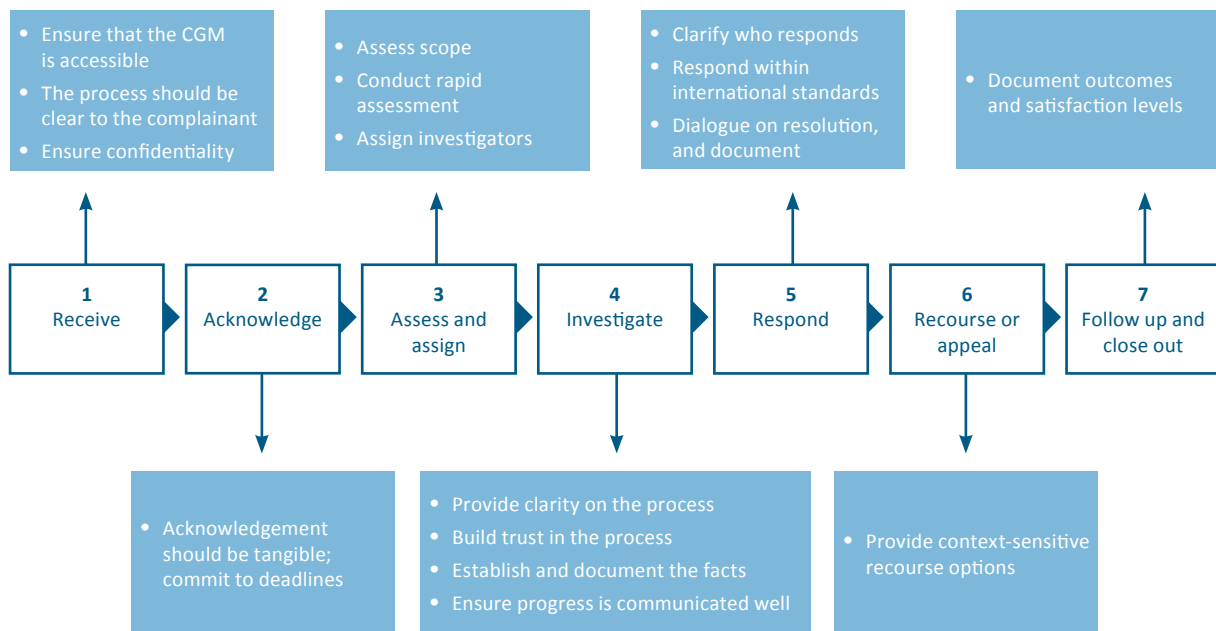 • Ensure that the CGM
is accessible
• The process should be
clear to the complainant
• Ensure confidentiality
• Assess scope
• Conduct rapid
assessment
• Assign investigators
• Clarify who responds
• Respond within
international standards
• Dialogue on resolution,
and document
• Document outcomes
and satisfaction levels
1
Receive
2
Acknowledge
3
Assess and
assign
4
Investigate
5
Respond
6
Recourse or
appeal
7
Follow up and
close out
• Acknowledgement
should be tangible;
commit to deadlines
• Provide clarity on the process
• Build trust in the process
• Establish and document the facts
• Ensure progress is communicated well
• Provide context-sensitive
recourse options